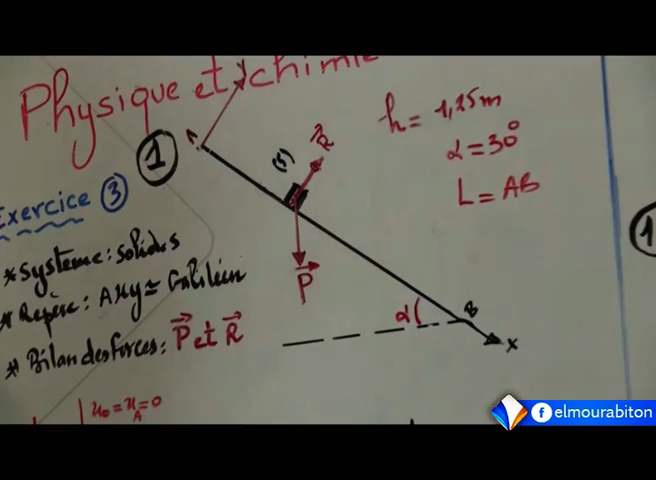 Physique et chimie
1
h = 1,25m
α = 30°
L = AB
A
y
(S)
R
P
α
B
x
Exercice 3
* Système: solide s
* Repère: Axy ≈ Galiléen
* Bilan des forces: P et R
x₀ = x_A = 0
1
elmourabiton